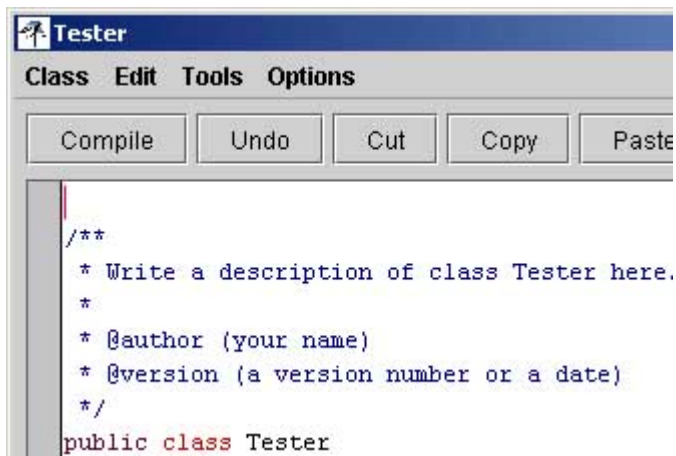 Tester
Class Edit Tools Options
Compile Undo Cut Copy Paste
/**
* Write a description of class Tester here.
*
* @author (your name)
* @version (a version number or a date)
*/
public class Tester